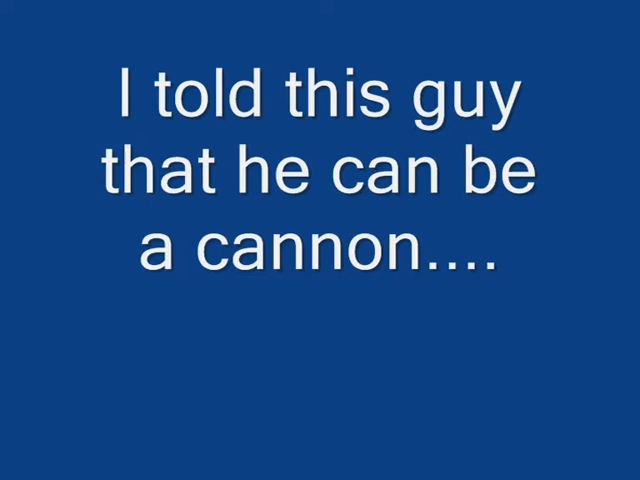 I told this guy
that he can be
a cannon....